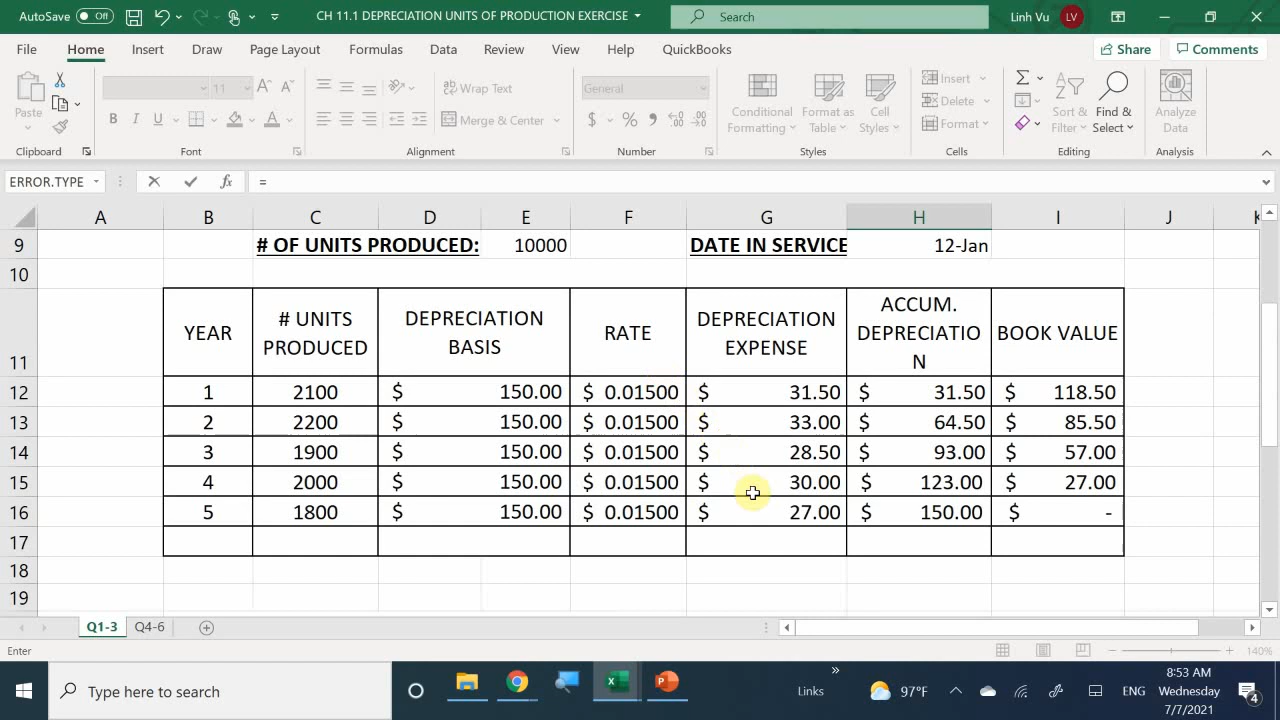 AutoSave Off CH 11.1 DEPRECIATION UNITS OF PRODUCTION EXERCISE Search Linh Vu LV
File Home Insert Draw Page Layout Formulas Data Review View Help QuickBooks Share Comments
Paste
11 A A
B I U A
Wrap Text
Merge & Center
General
$ % 9
Conditional Formatting
Format as Table
Cell Styles
Insert
Delete
Format
Sort & Filter
Find & Select
Analyze Data
Clipboard Font Alignment Number Styles Cells Editing Analysis
ERROR.TYPE fx =
A B C D E F G H I J K
9 # OF UNITS PRODUCED: 10000 DATE IN SERVICE 12-Jan
10
11 YEAR # UNITS PRODUCED DEPRECIATION BASIS RATE DEPRECIATION EXPENSE ACCUM. DEPRECIATIO N BOOK VALUE
12 1 2100 $ 150.00 $ 0.01500 $ 31.50 $ 31.50 $ 118.50
13 2 2200 $ 150.00 $ 0.01500 $ 33.00 $ 64.50 $ 85.50
14 3 1900 $ 150.00 $ 0.01500 $ 28.50 $ 93.00 $ 57.00
15 4 2000 $ 150.00 $ 0.01500 $ 30.00 $ 123.00 $ 27.00
16 5 1800 $ 150.00 $ 0.01500 $ 27.00 $ 150.00 $ -
17
18
19
Q1-3 Q4-6
Enter 140%
Type here to search Links 97°F ENG 8:53 AM
Wednesday
7/7/2021
4